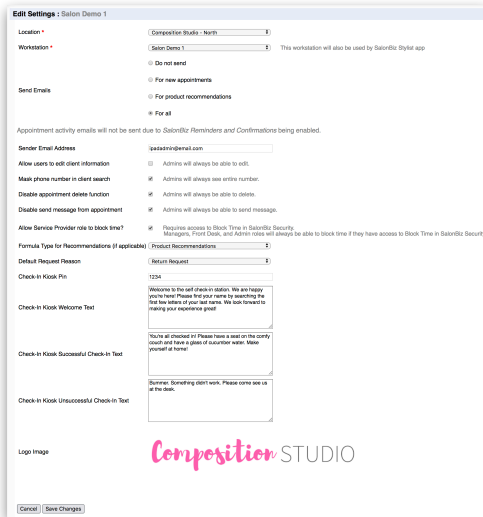 Edit Settings : Salon Demo 1
Location * Composition Studio - North
Workstation * Salon Demo 1 This workstation will also be used by SalonBiz Stylist app
Do not send
For new appointments
Send Emails
For product recommendations
For all
Appointment activity emails will not be sent due to SalonBiz Reminders and Confirmations being enabled.
Sender Email Address ipadadmin@email.com
Allow users to edit client information Admins will always be able to edit.
Mask phone number in client search Admins will always see entire number.
Disable appointment delete function Admins will always be able to delete.
Disable send message from appointment Admins will always be able to send message.
Allow Service Provider role to block time? Requires access to Block Time in SalonBiz Security.
Managers, Front Desk, and Admin roles will always be able to block time if they have access to Block Time in SalonBiz Security
Formula Type for Recommendations (if applicable) Product Recommendations
Default Request Reason Return Request
Check-In Kiosk Pin 1234
Check-In Kiosk Welcome Text
Welcome to the self check-in station. We are happy
you're here! Please find your name by searching the
first few letters of your last name. We look forward to
making your experience great!
Check-In Kiosk Successful Check-In Text
You're all checked in! Please have a seat on the comfy
couch and have a glass of cucumber water. Make
yourself at home!
Check-In Kiosk Unsuccessful Check-In Text
Bummer. Something didn't work. Please come see us
at the desk.
Logo Image
Composition STUDIO
Cancel Save Changes